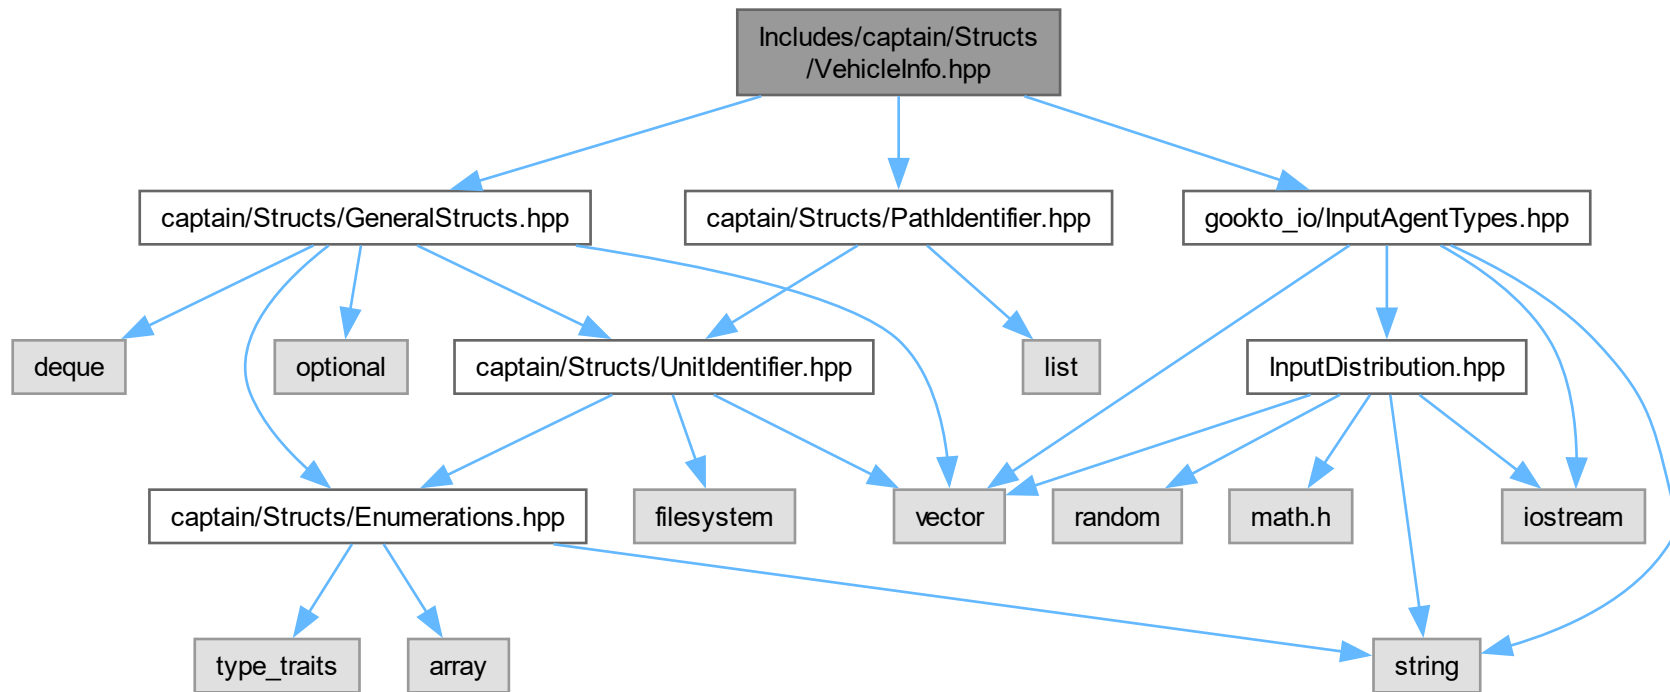 Includes/captain/Structs
/VehicleInfo.hpp
captain/Structs/GeneralStructs.hpp
captain/Structs/PathIdentifier.hpp
gookto_io/InputAgentTypes.hpp
deque
optional
captain/Structs/UnitIdentifier.hpp
list
InputDistribution.hpp
captain/Structs/Enumerations.hpp
filesystem
vector
random
math.h
iostream
type_traits
array
string